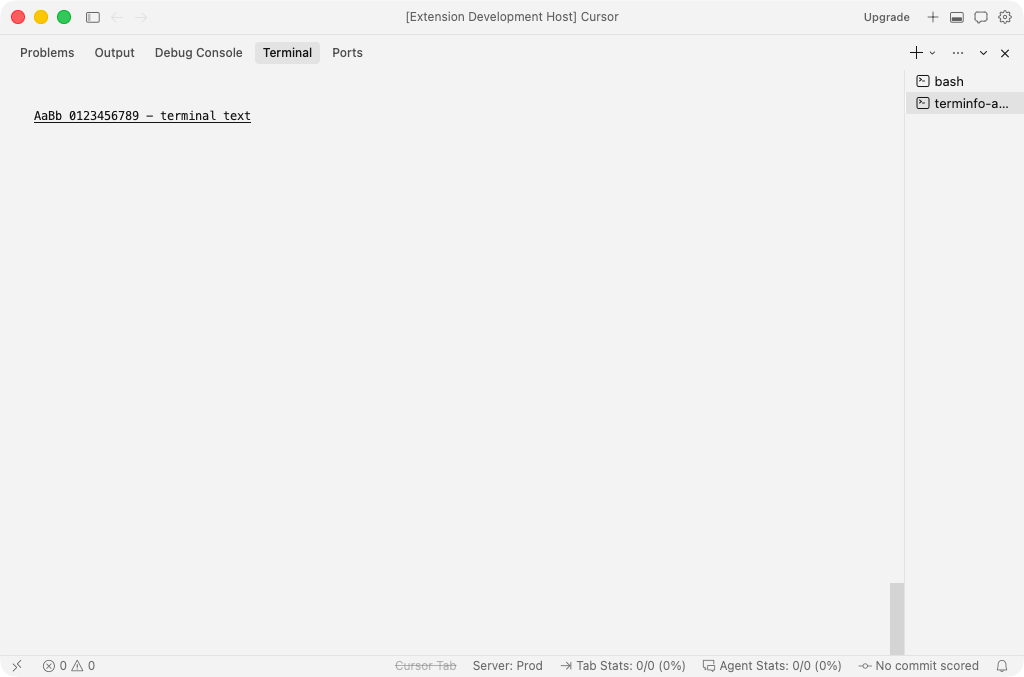 [Extension Development Host] Cursor
Upgrade
Problems Output Debug Console Terminal Ports
bash
terminfo-a...
AaBb 0123456789 — terminal text
0 0 Cursor Tab Server: Prod Tab Stats: 0/0 (0%) Agent Stats: 0/0 (0%) No commit scored